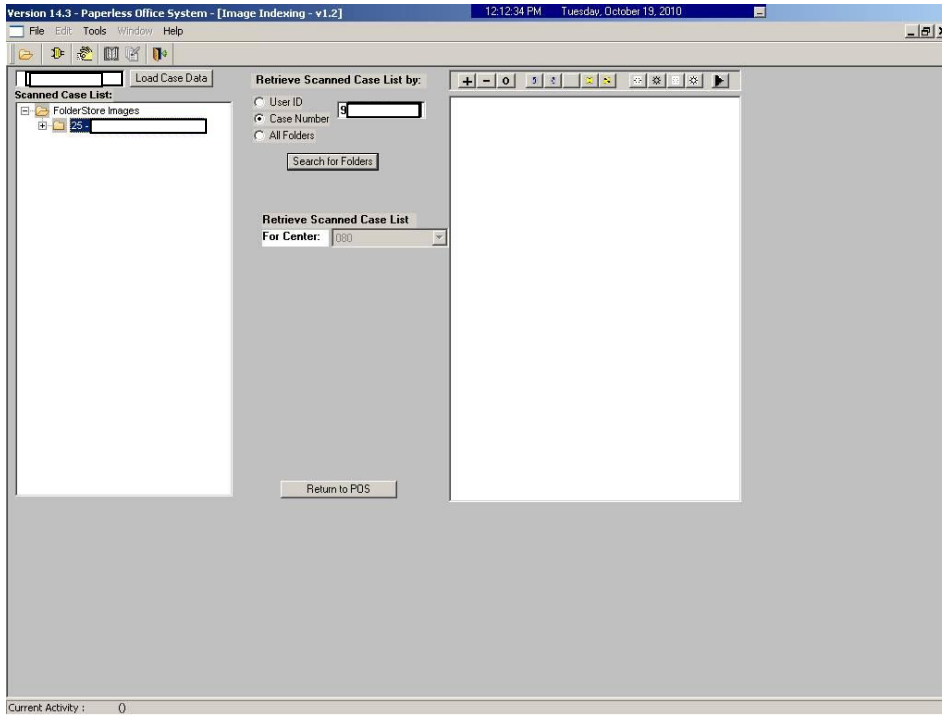 Version 14.3 - Paperless Office System - [Image Indexing - v1.2]
12:12:34 PM Tuesday, October 19, 2010
File Edit Tools Window Help
Load Case Data
Scanned Case List:
FolderStore Images
25 -
Retrieve Scanned Case List by:
User ID
Case Number
9
All Folders
Search for Folders
Retrieve Scanned Case List
For Center: 080
Return to POS
+ - 0
Current Activity : ()